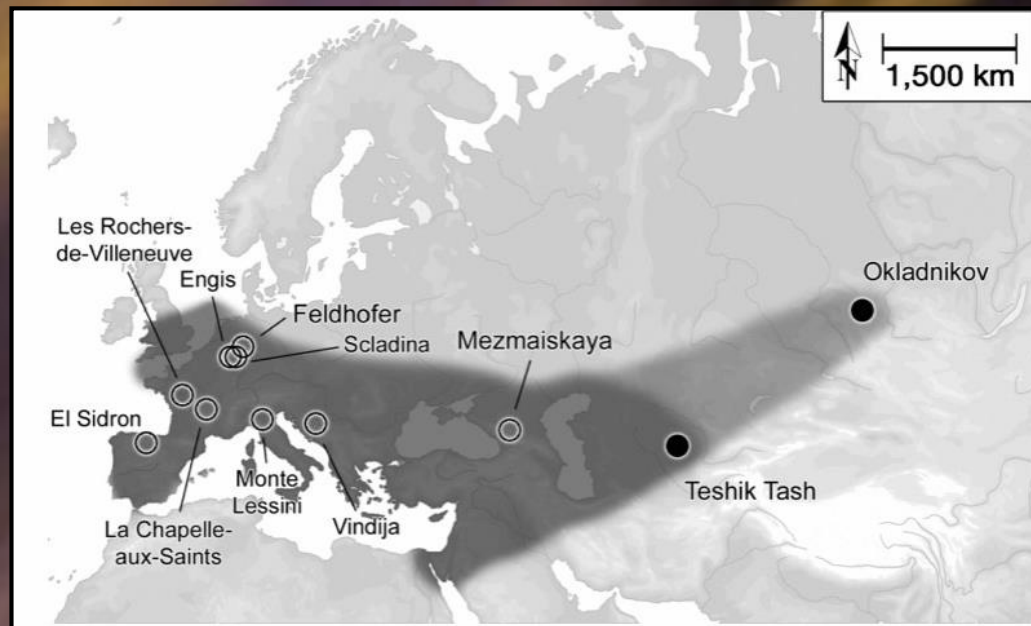 N
1,500 km
Les Rochers-
de-Villeneuve
Engis
Feldhofer
Scladina
Okladnikov
Mezmaiskaya
El Sidron
Teshik Tash
Monte
Lessini
La Chapelle-
aux-Saints
Vindija